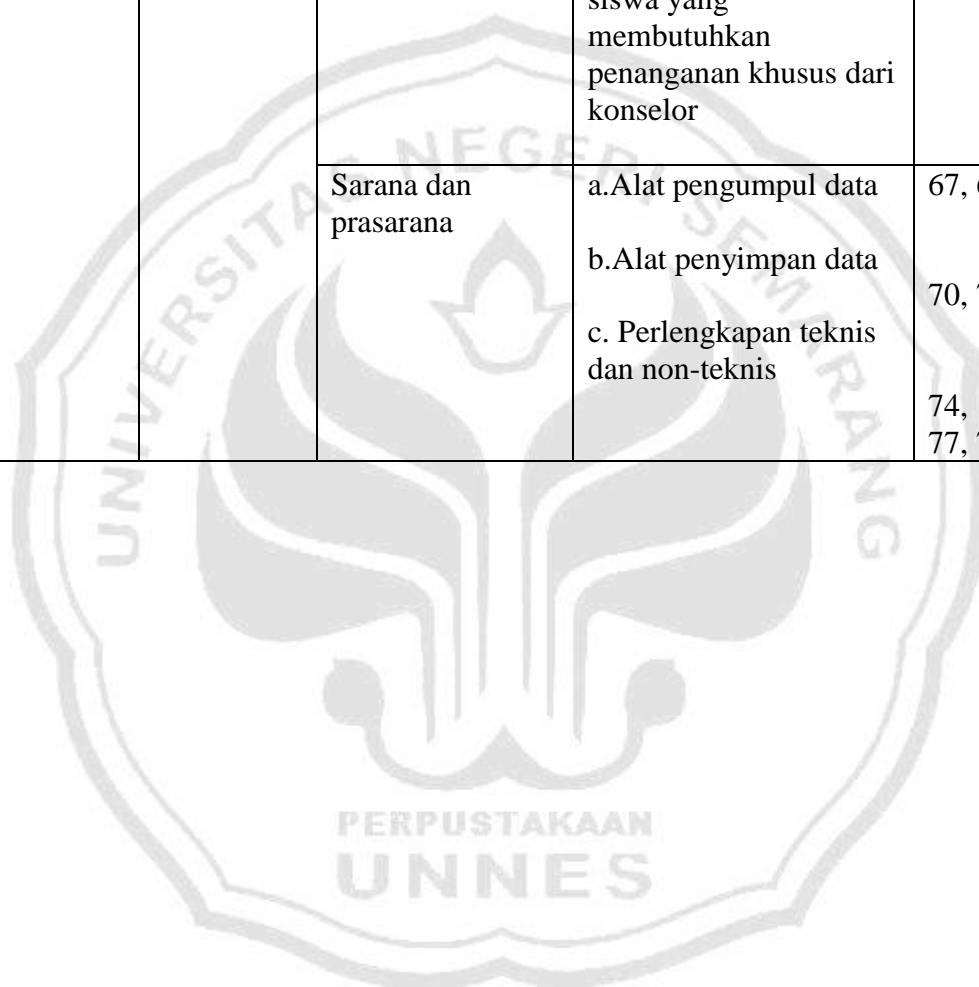 siswa yang
membutuhkan
penanganan khusus dari
konselor
Sarana dan
prasarana
a.Alat pengumpul data
b.Alat penyimpan data
c. Perlengkapan teknis
dan non-teknis
67,
70,
74,
77,
UNIVERSITAS NEGERI SEMARANG
PERPUSTAKAAN
UNNES